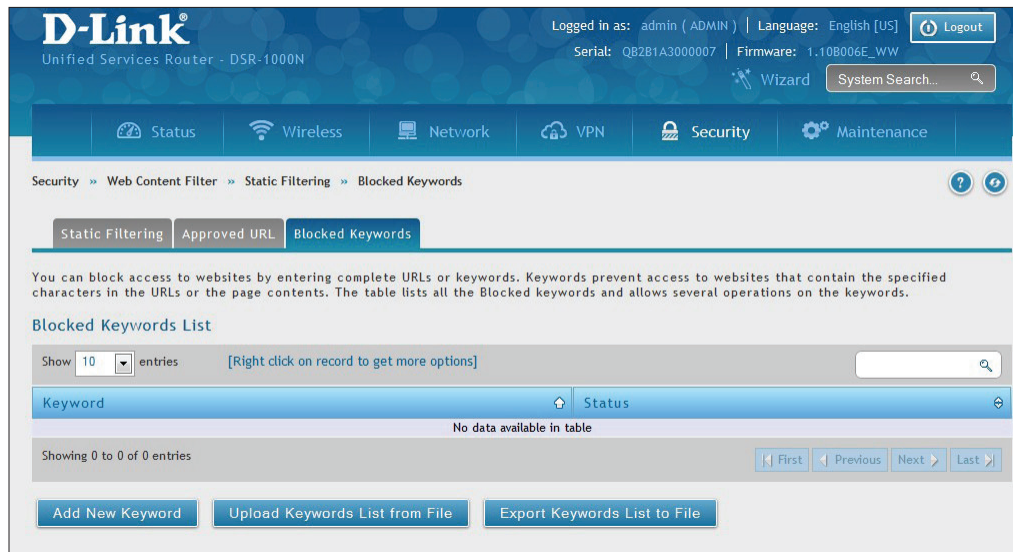 D-Link®
Unified Services Router - DSR-1000N
Logged in as: admin ( ADMIN ) | Language: English [US]
Logout
Serial: QB2B1A3000007 | Firmware: 1.10B006E_WW
Wizard
System Search...
Status
Wireless
Network
VPN
Security
Maintenance
Security » Web Content Filter » Static Filtering » Blocked Keywords
?
Static Filtering
Approved URL
Blocked Keywords
You can block access to websites by entering complete URLs or keywords. Keywords prevent access to websites that contain the specified
characters in the URLs or the page contents. The table lists all the Blocked keywords and allows several operations on the keywords.
Blocked Keywords List
Show 10 entries
[Right click on record to get more options]
Keyword
Status
No data available in table
Showing 0 to 0 of 0 entries
First
Previous
Next
Last
Add New Keyword
Upload Keywords List from File
Export Keywords List to File